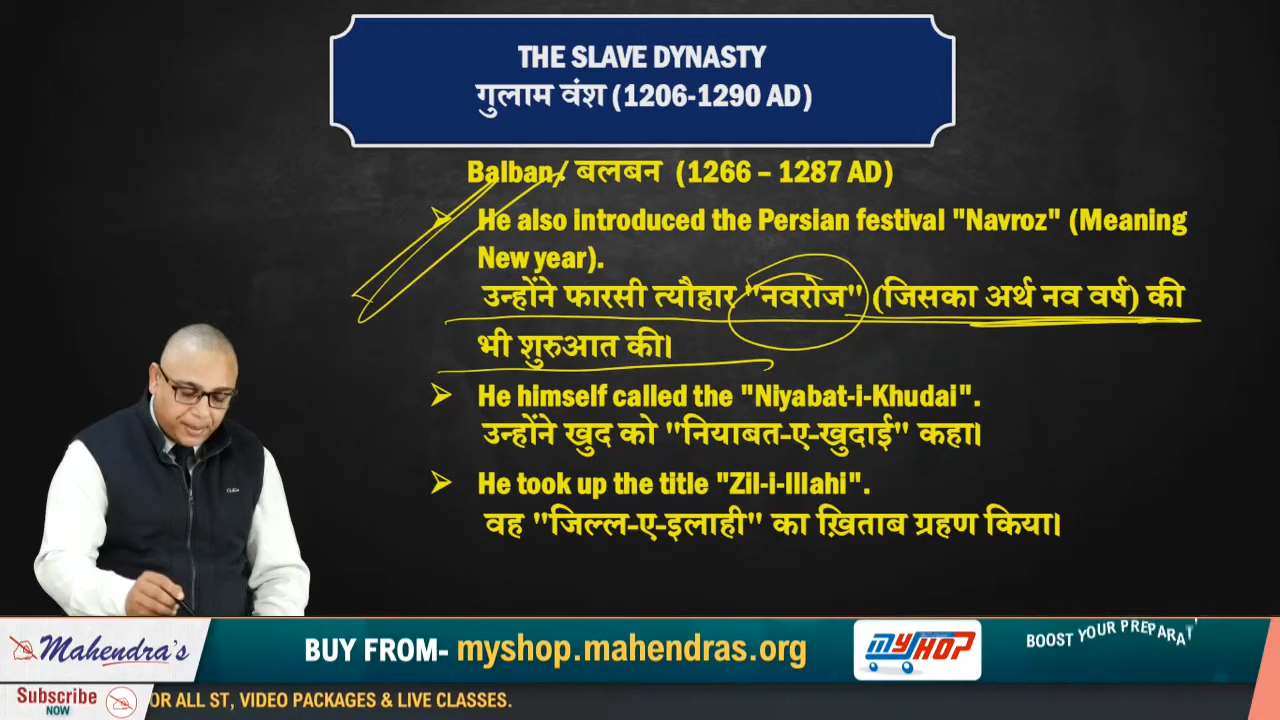 THE SLAVE DYNASTY
गुलाम वंश (1206-1290 AD)
Balban / बलबन (1266 – 1287 AD)
He also introduced the Persian festival "Navroz" (Meaning
New year).
उन्होंने फारसी त्यौहार "नवरोज" (जिसका अर्थ नव वर्ष) की
भी शुरुआत की।
He himself called the "Niyabat-i-Khudai".
उन्होंने खुद को "नियाबत-ए-खुदाई" कहा।
He took up the title "Zil-i-Illahi".
वह "जिल्ल-ए-इलाही" का ख़िताब ग्रहण किया।
Mahendra's
BUY FROM- myshop.mahendras.org
MY SHOP
BOOST YOUR PREPARAT
Subscribe
NOW
OR ALL ST, VIDEO PACKAGES & LIVE CLASSES.